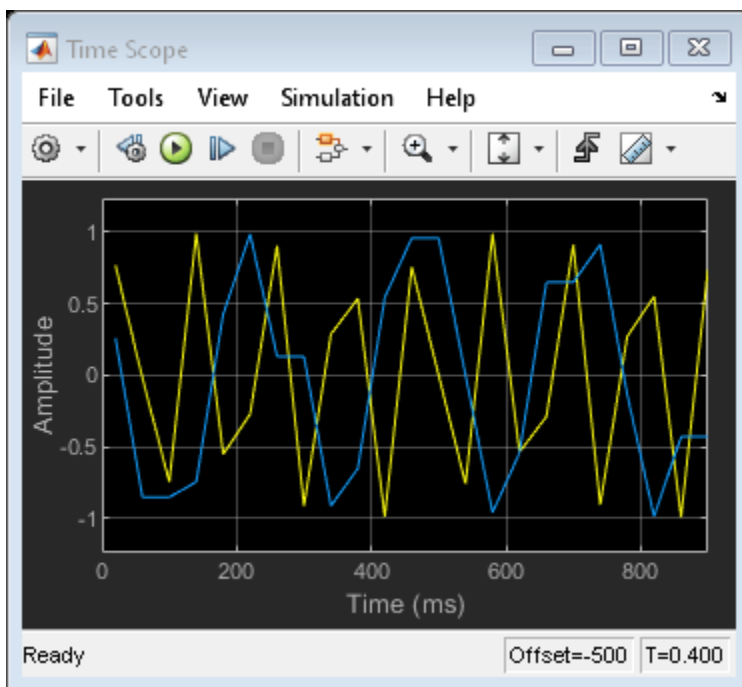 Time Scope
File Tools View Simulation Help
1
0.5
0
-0.5
-1
Amplitude
0 200 400 600 800
Time (ms)
Ready Offset=-500 T=0.400